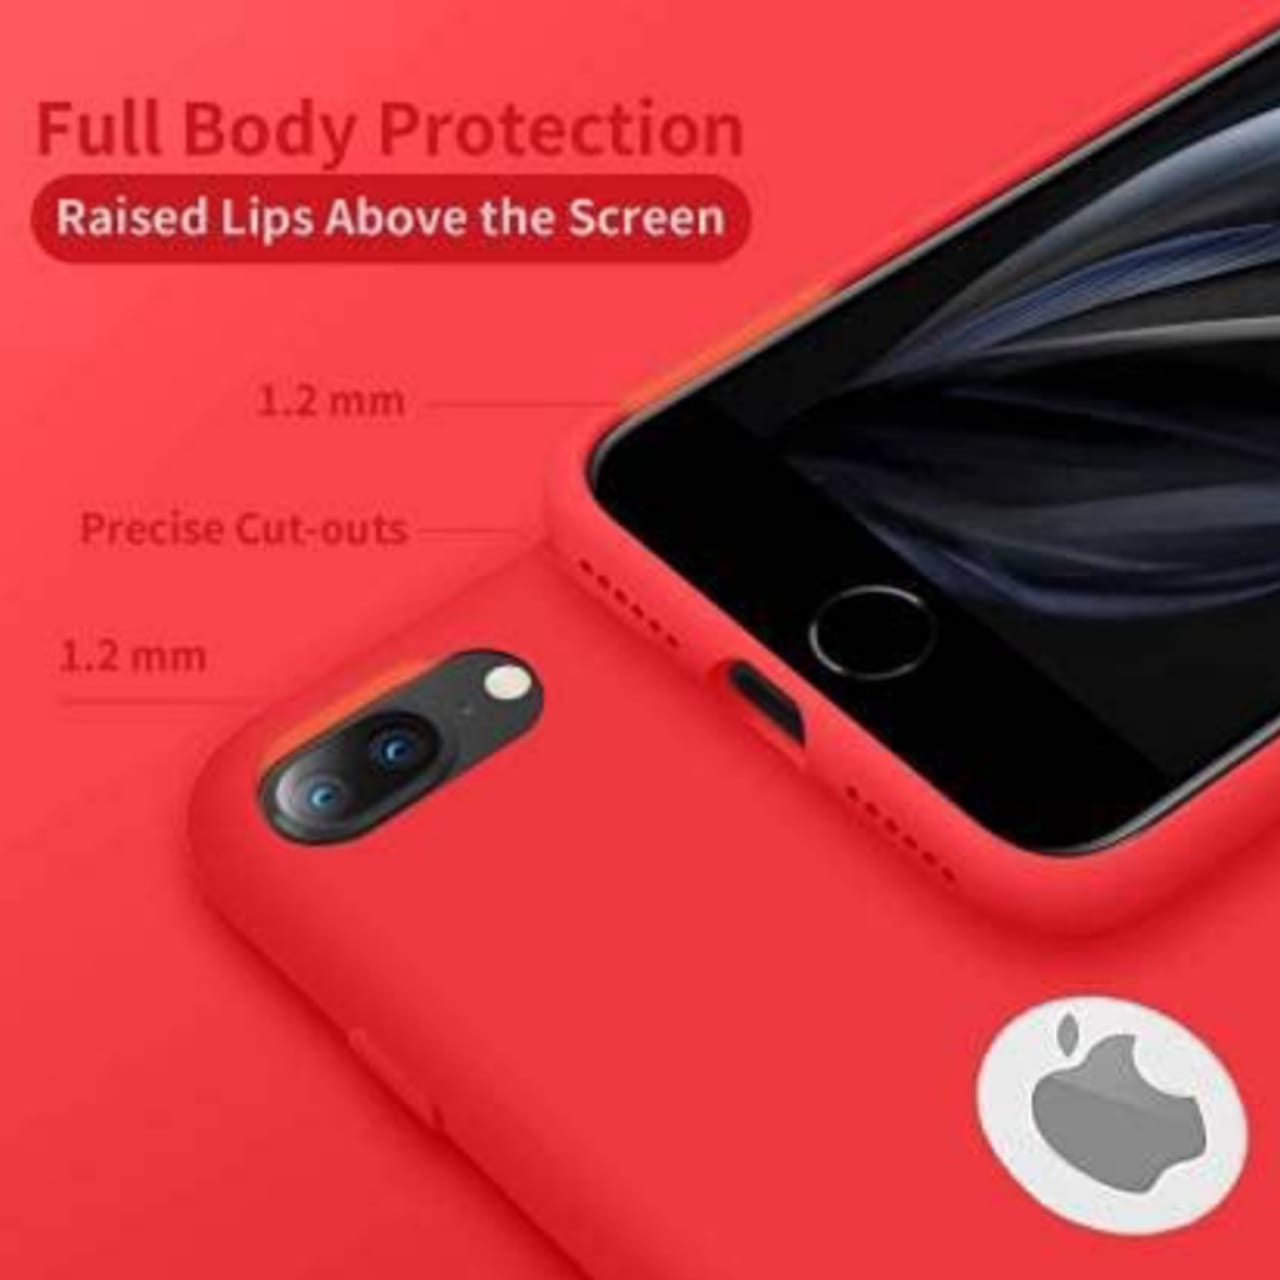 Full Body Protection
Raised Lips Above the Screen
1.2 mm
Precise Cut-outs
1.2 mm